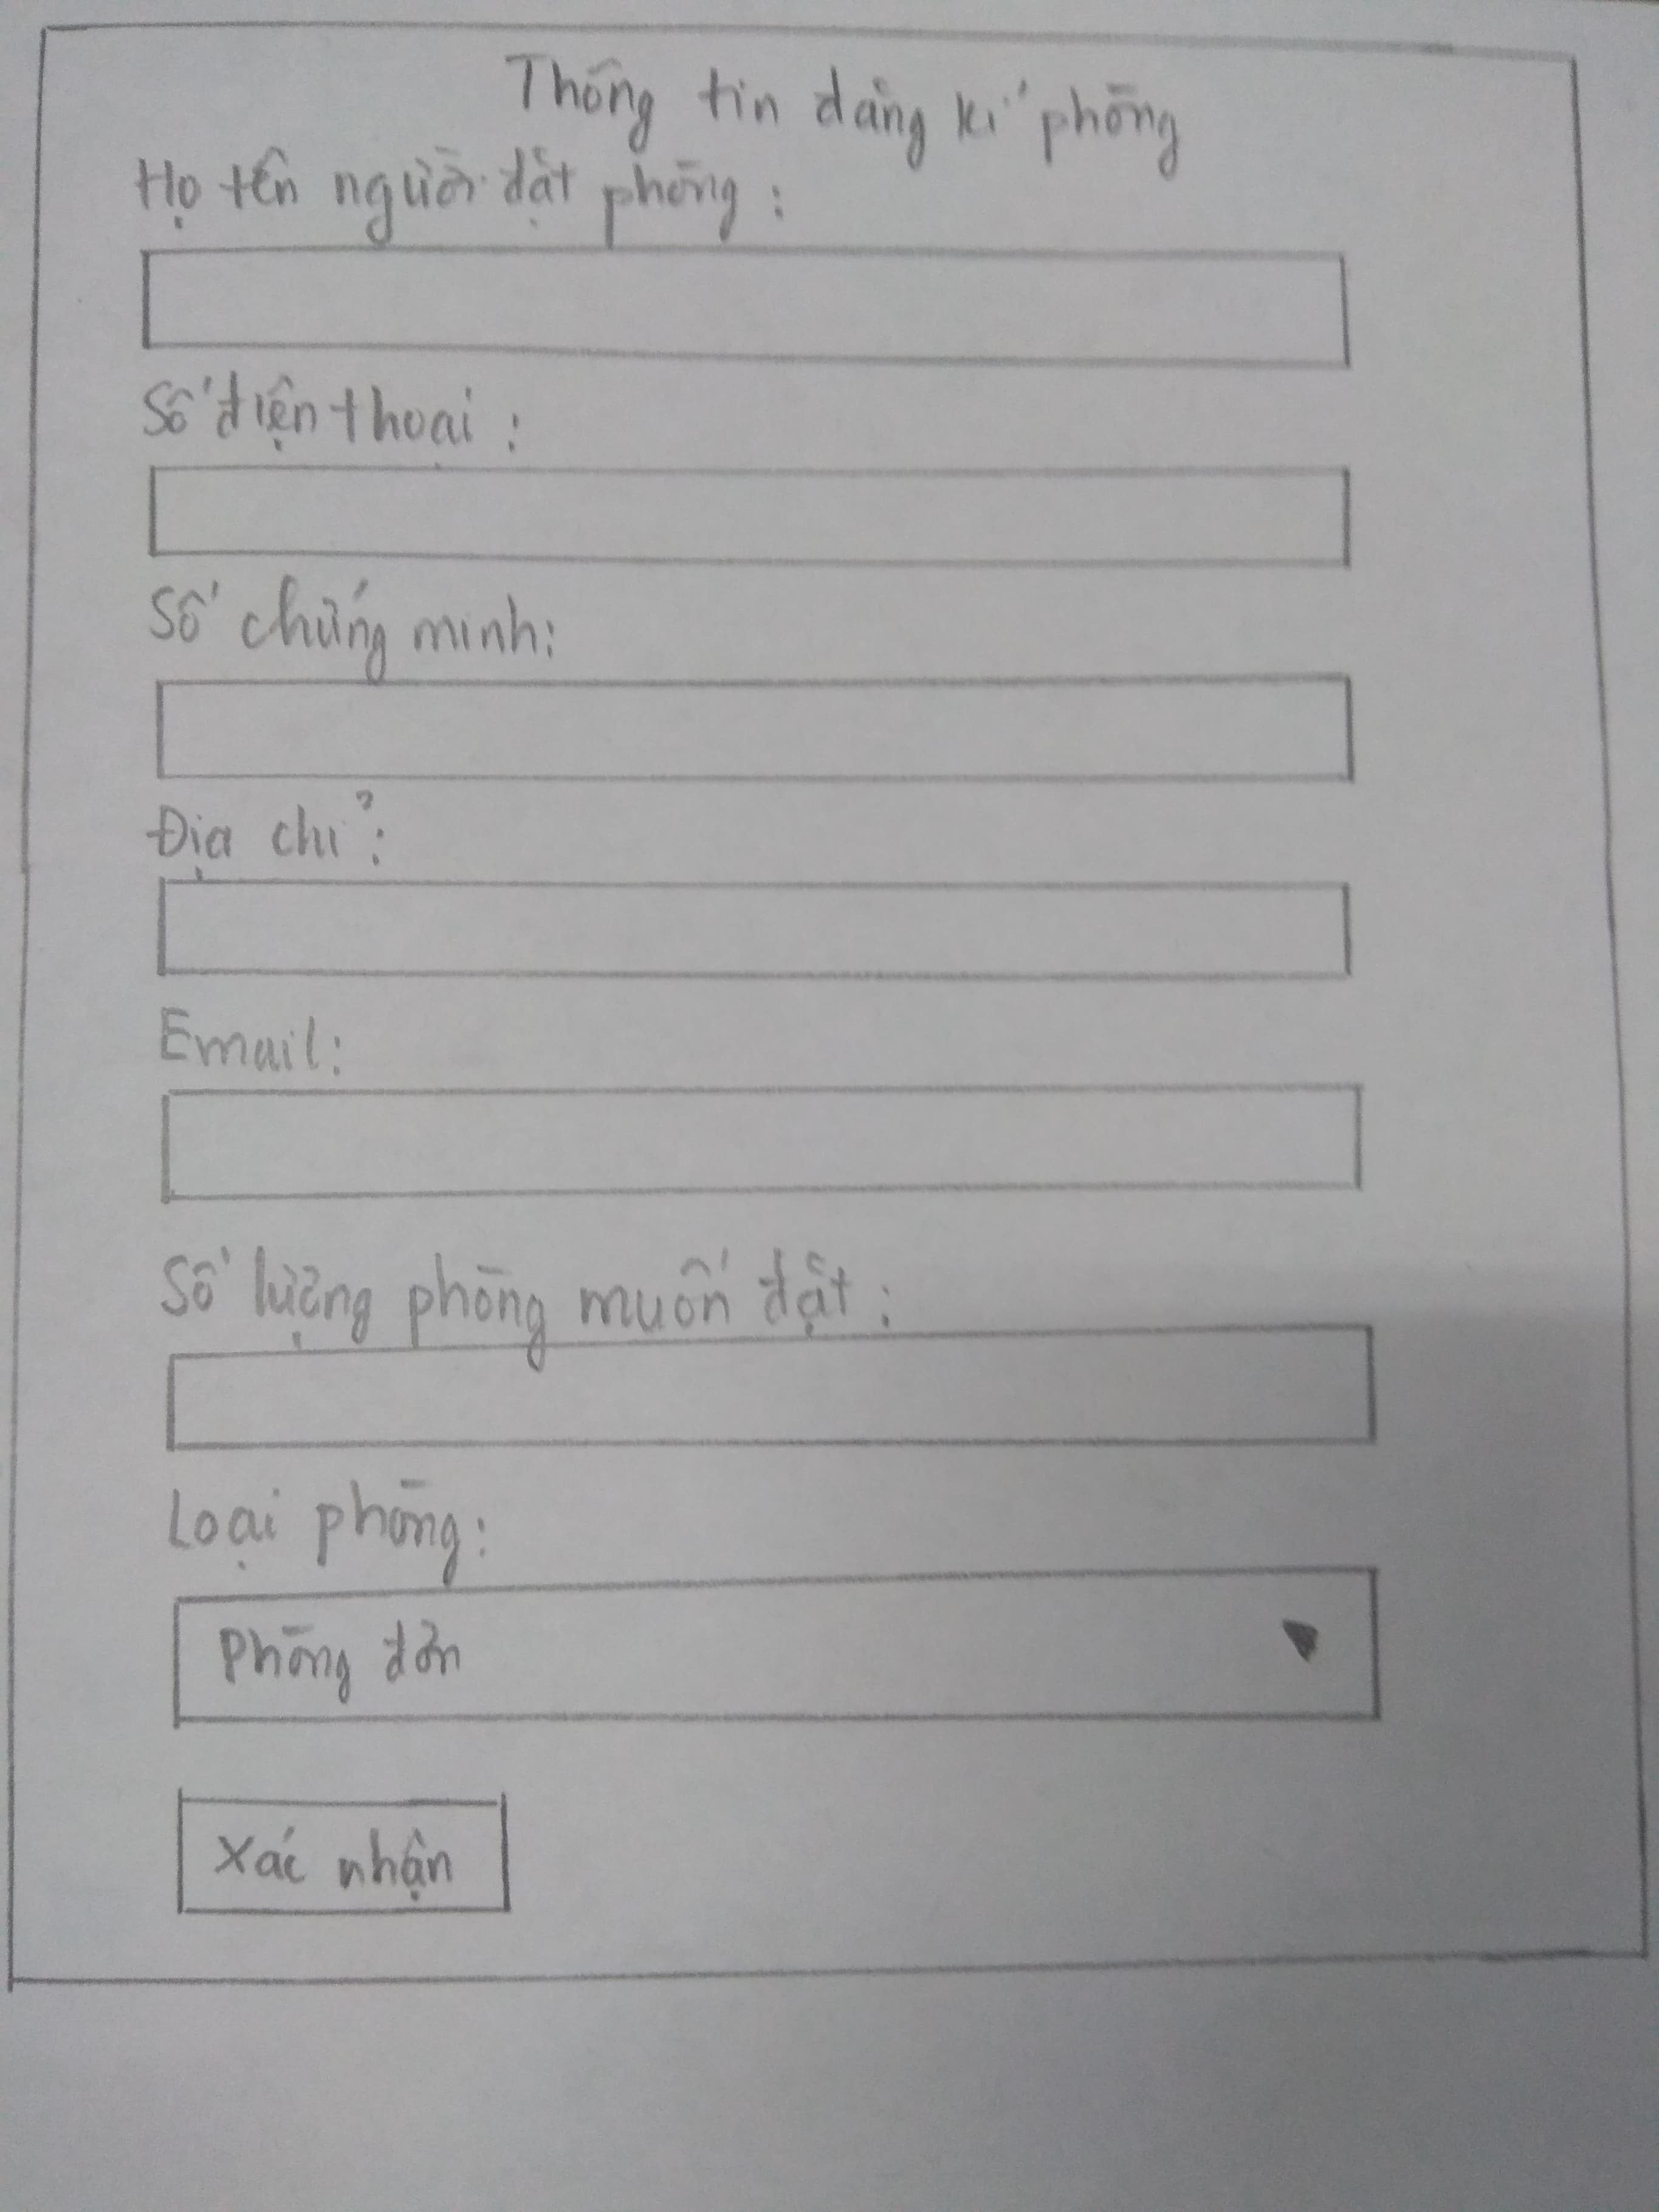 Thông tin đăng kí phòng
Họ tên người đặt phòng:
Số điện thoại:
Số chứng minh:
Địa chỉ:
Email:
Số lượng phòng muốn đặt:
Loại phòng:
Phòng đơn
Xác nhận